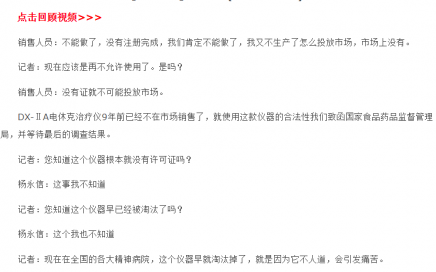 点击回顾视频>>>
销售人员：不能做了，没有注册完成，我们肯定不能做了，我又不生产了怎么投放市场，市场上没有。
记者：现在应该是再不允许使用了。是吗？
销售人员：没有证就不可能投放市场。
DX-ⅡA电休克治疗仪9年前已经不在市场销售了，就使用这款仪器的合法性我们致函国家食品药品监督管理
局，并等待最后的调查结果。
记者：您知道这个仪器根本就没有许可证吗？
杨永信：这事我不知道
记者：您知道这个仪器早已经被淘汰了吗？
杨永信：这个我也不知道
记者：现在在全国的各大精神病院，这个仪器早就淘汰掉了，就是因为它不人道，会引发痛苦。